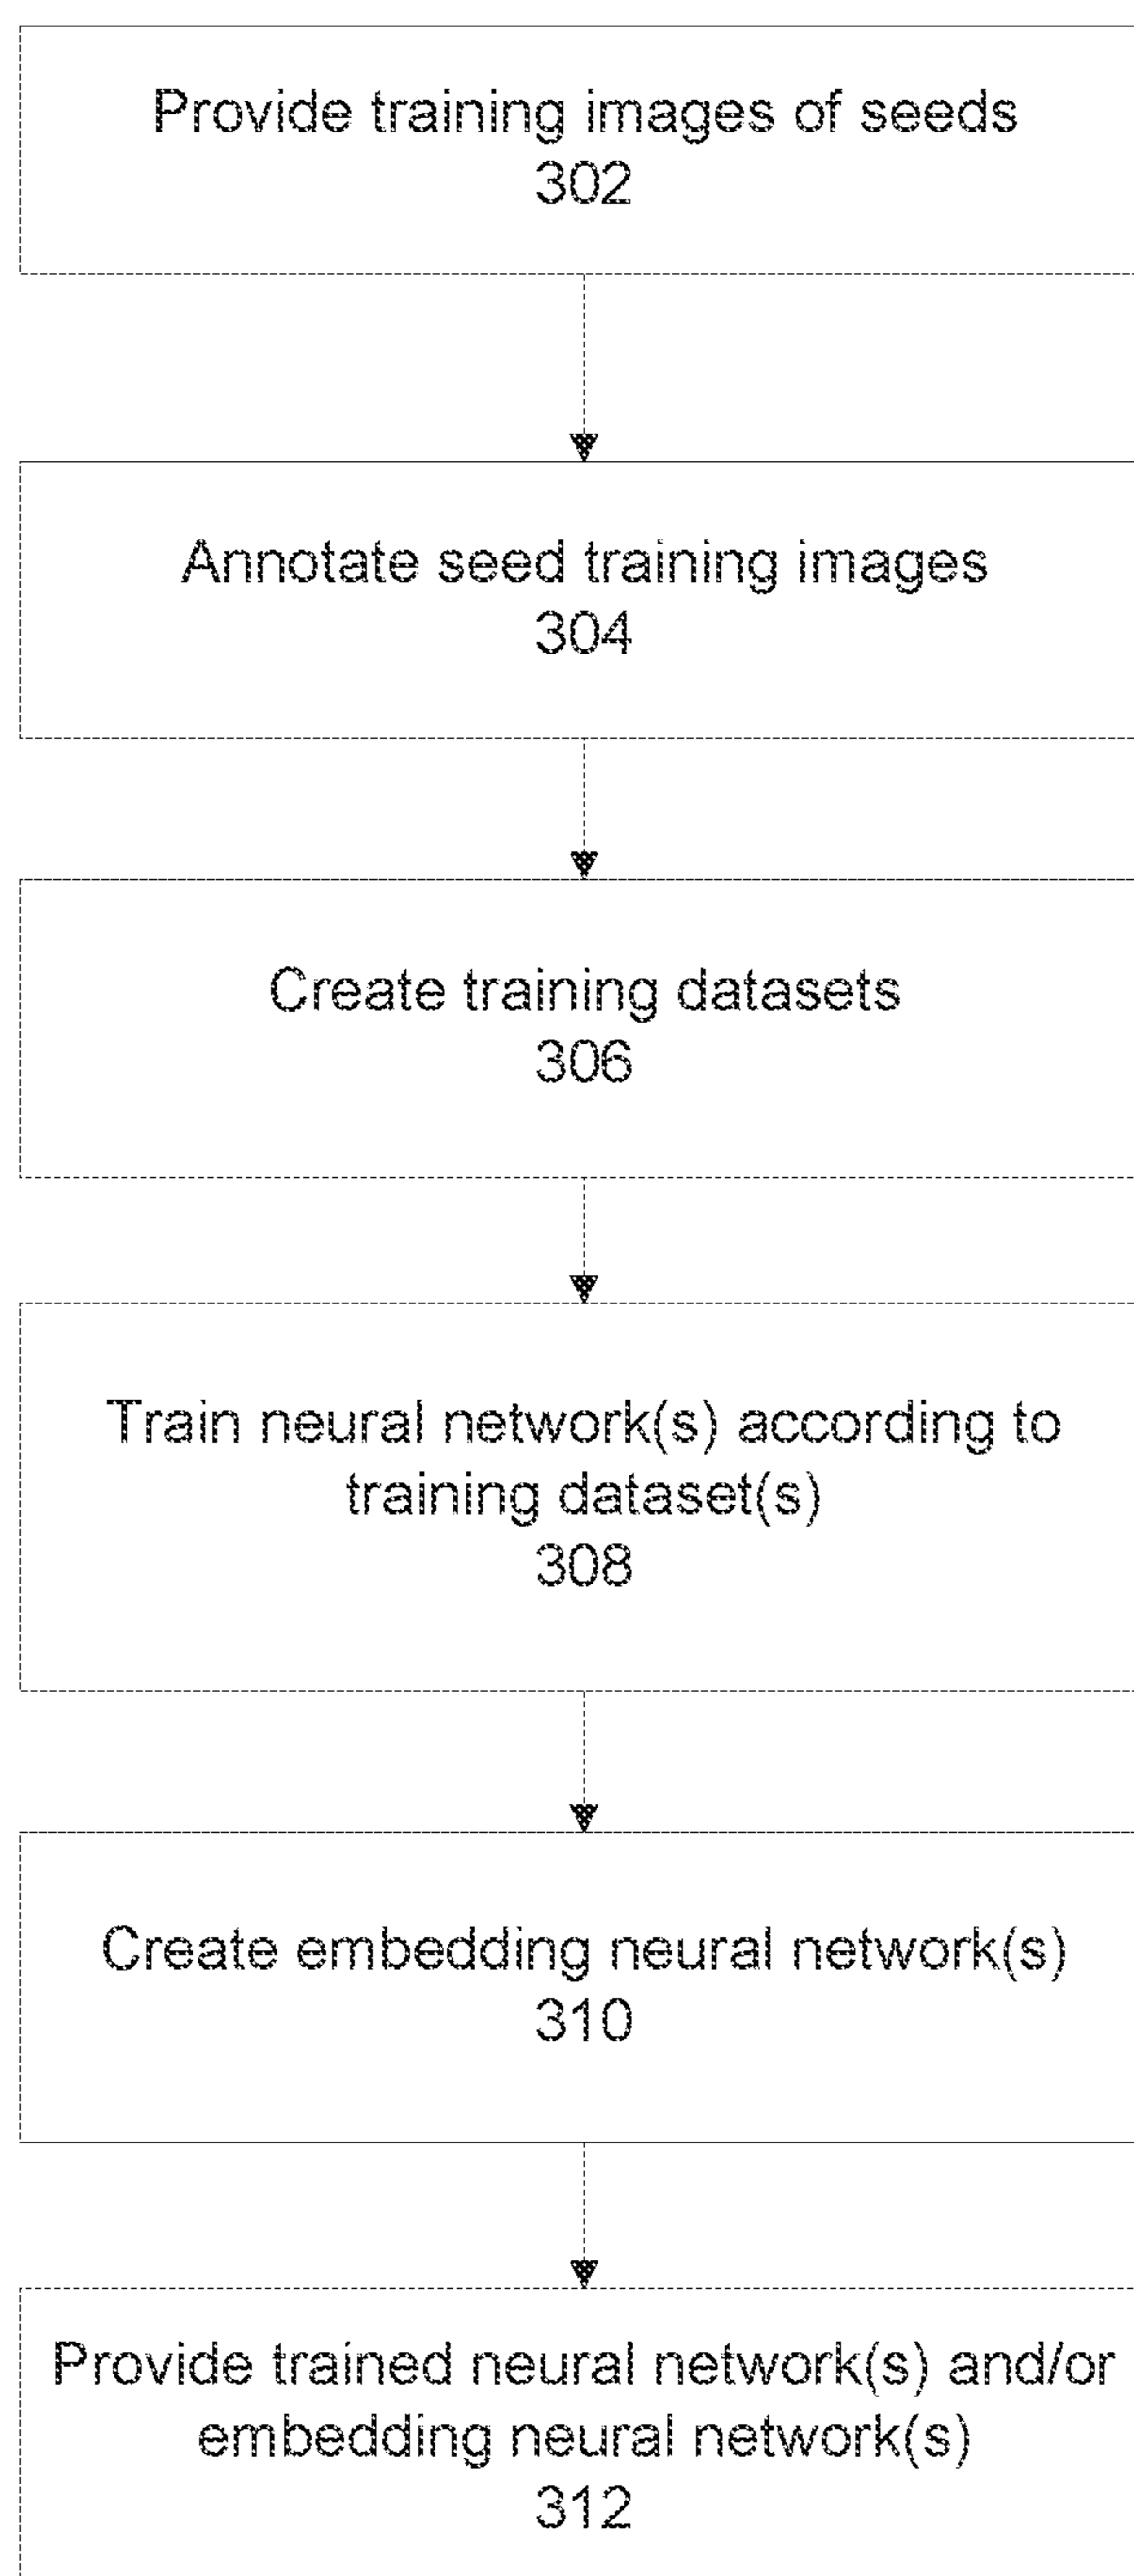 Provide training images of seeds
302
Annotate seed training images
304
Create training datasets
306
Train neural network(s) according to
training dataset(s)
308
Create embedding neural network(s)
310
Provide trained neural network(s) and/or
embedding neural network(s)
312